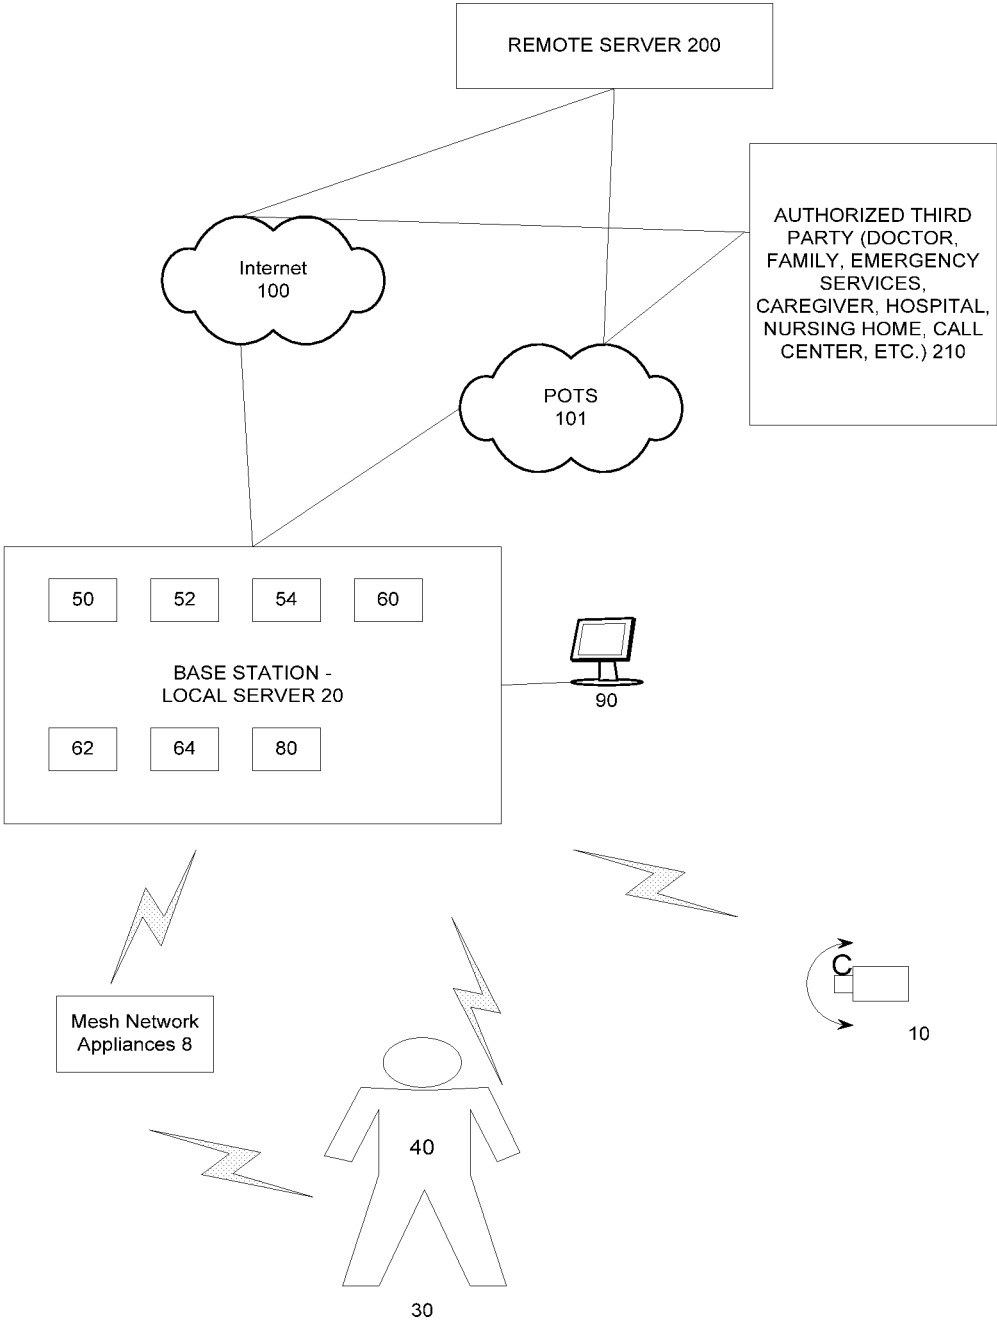 REMOTE SERVER 200
AUTHORIZED THIRD
PARTY (DOCTOR,
FAMILY, EMERGENCY
SERVICES,
CAREGIVER, HOSPITAL,
NURSING HOME, CALL
CENTER, ETC.) 210
Internet
100
POTS
101
50 52 54 60
BASE STATION -
LOCAL SERVER 20
62 64 80
90
C
10
Mesh Network
Appliances 8
40
30